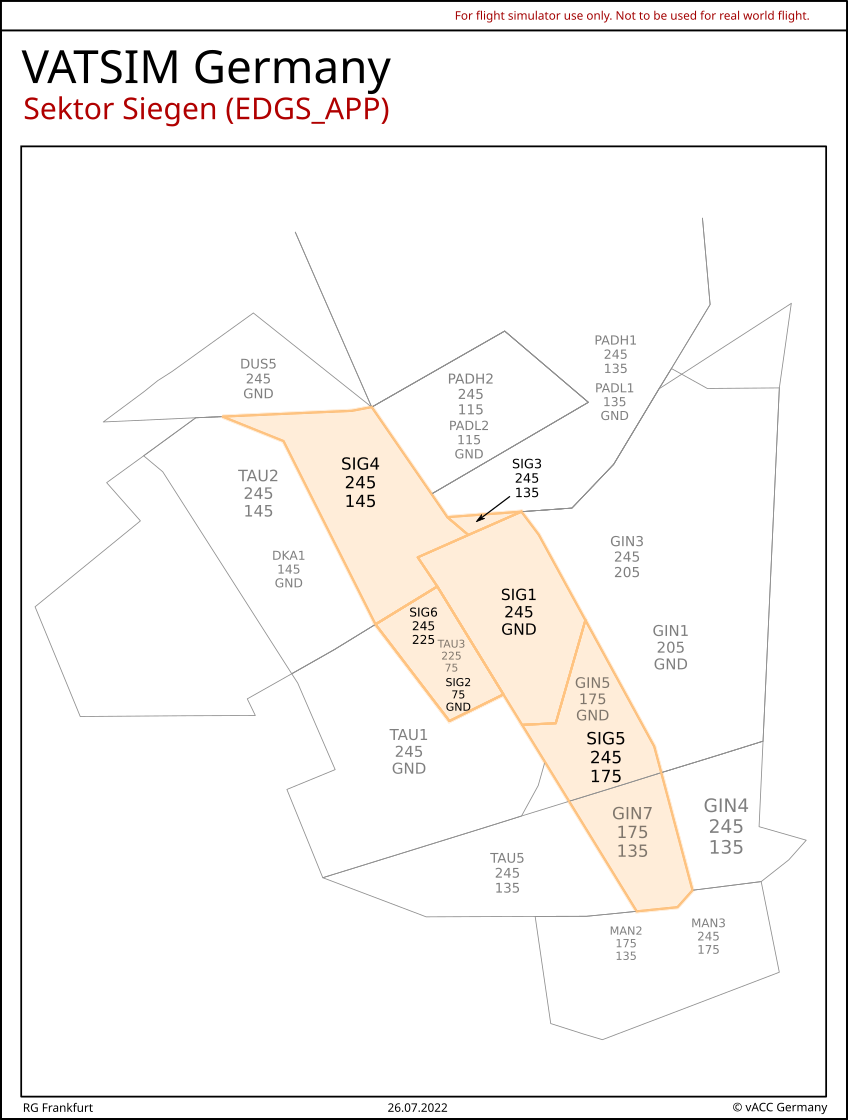 For flight simulator use only. Not to be used for real world flight.
VATSIM Germany
Sektor Siegen (EDGS_APP)
PADH1
245
135
DUS5
245
GND
PADH2
245
115
PADL1
135
GND
PADL2
115
GND
SIG4
245
145
SIG3
245
135
TAU2
245
145
GIN3
245
205
DKA1
145
GND
SIG1
245
GND
SIG6
245
225
GIN1
205
GND
TAU3
225
75
SIG2
75
GND
GIN5
175
GND
TAU1
245
GND
SIG5
245
175
GIN7
175
135
GIN4
245
135
TAU5
245
135
MAN2
175
135
MAN3
245
175
RG Frankfurt
26.07.2022
© vACC Germany